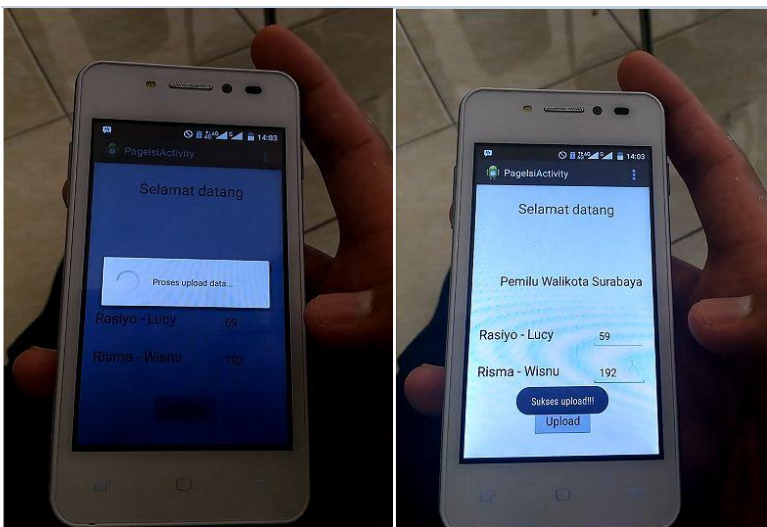 14:03
PageIsiActivity
Selamat datang
Proses upload data...
Rasiyo - Lucy 59
Risma - Wisnu 192
14:03
PageIsiActivity
Selamat datang
Pemilu Walikota Surabaya
Rasiyo - Lucy 59
Risma - Wisnu 192
Sukses upload!!!
Upload